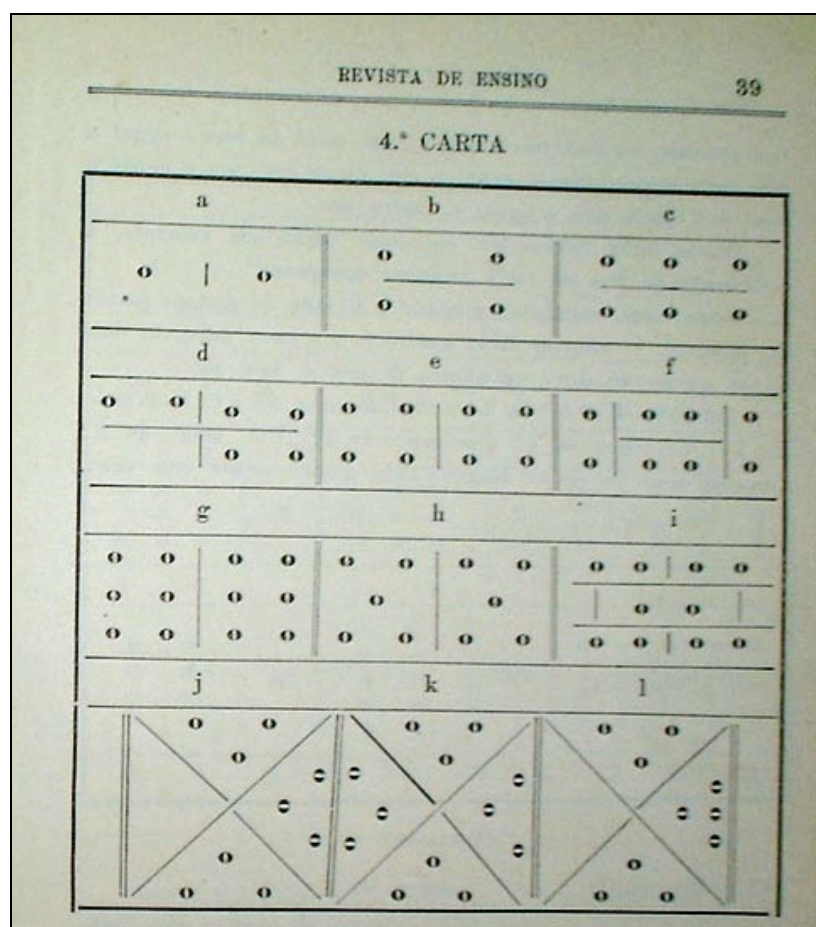 REVISTA DE ENSINO 39
4.ª CARTA
a b c
d e f
g h i
j k l